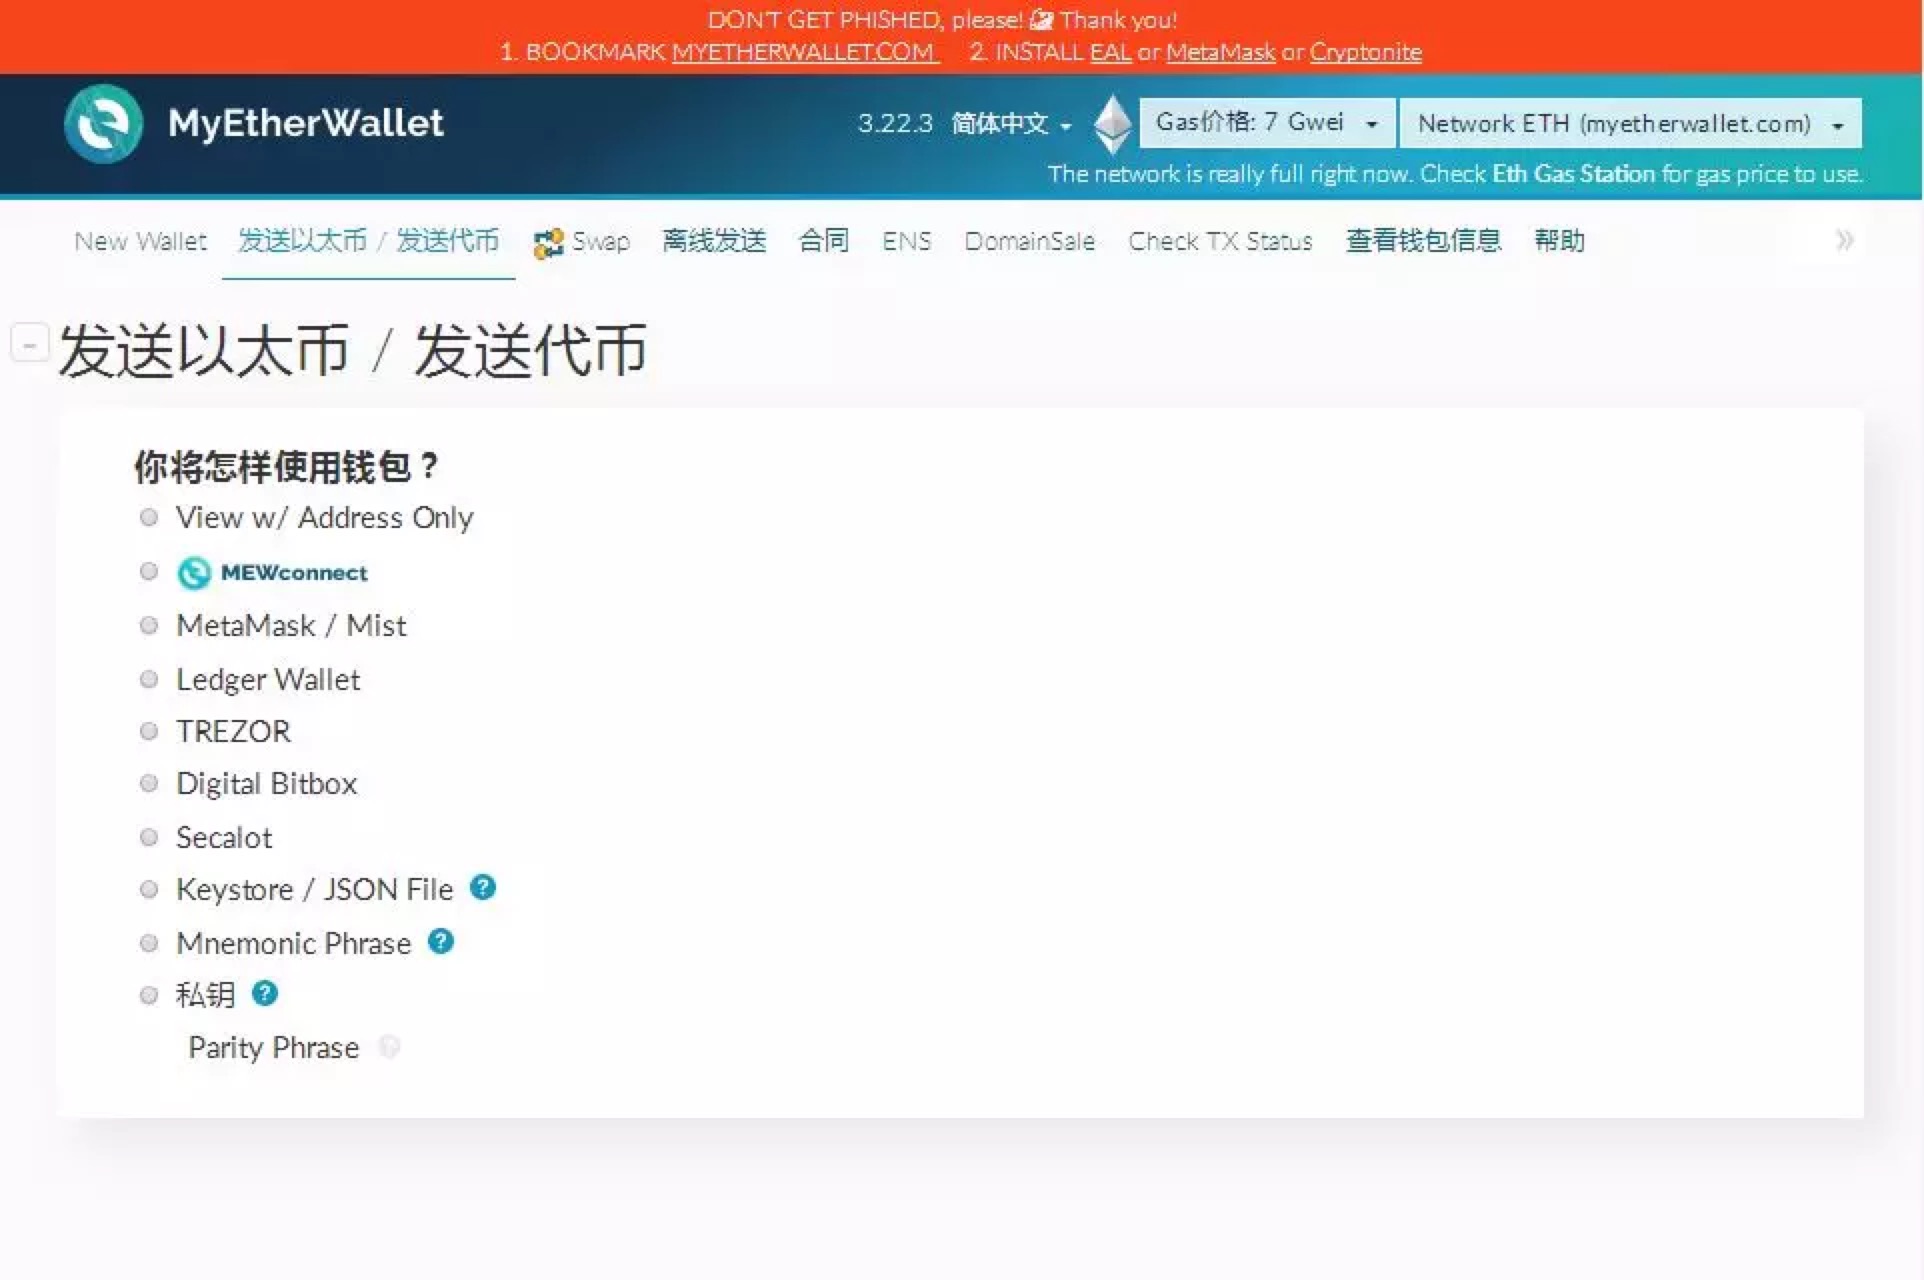 DON'T GET PHISHED, please! Thank you!
1. BOOKMARK MYETHERWALLET.COM 2. INSTALL EAL or MetaMask or Cryptonite
MyEtherWallet 3.22.3 简体中文 Gas价格: 7 Gwei Network ETH (myetherwallet.com)
The network is really full right now. Check Eth Gas Station for gas price to use.
New Wallet 发送以太币 / 发送代币 Swap 离线发送 合同 ENS DomainSale Check TX Status 查看钱包信息 帮助 »
发送以太币 / 发送代币
你将怎样使用钱包？
View w/ Address Only
MEWconnect
MetaMask / Mist
Ledger Wallet
TREZOR
Digital Bitbox
Secalot
Keystore / JSON File ?
Mnemonic Phrase ?
私钥 ?
Parity Phrase